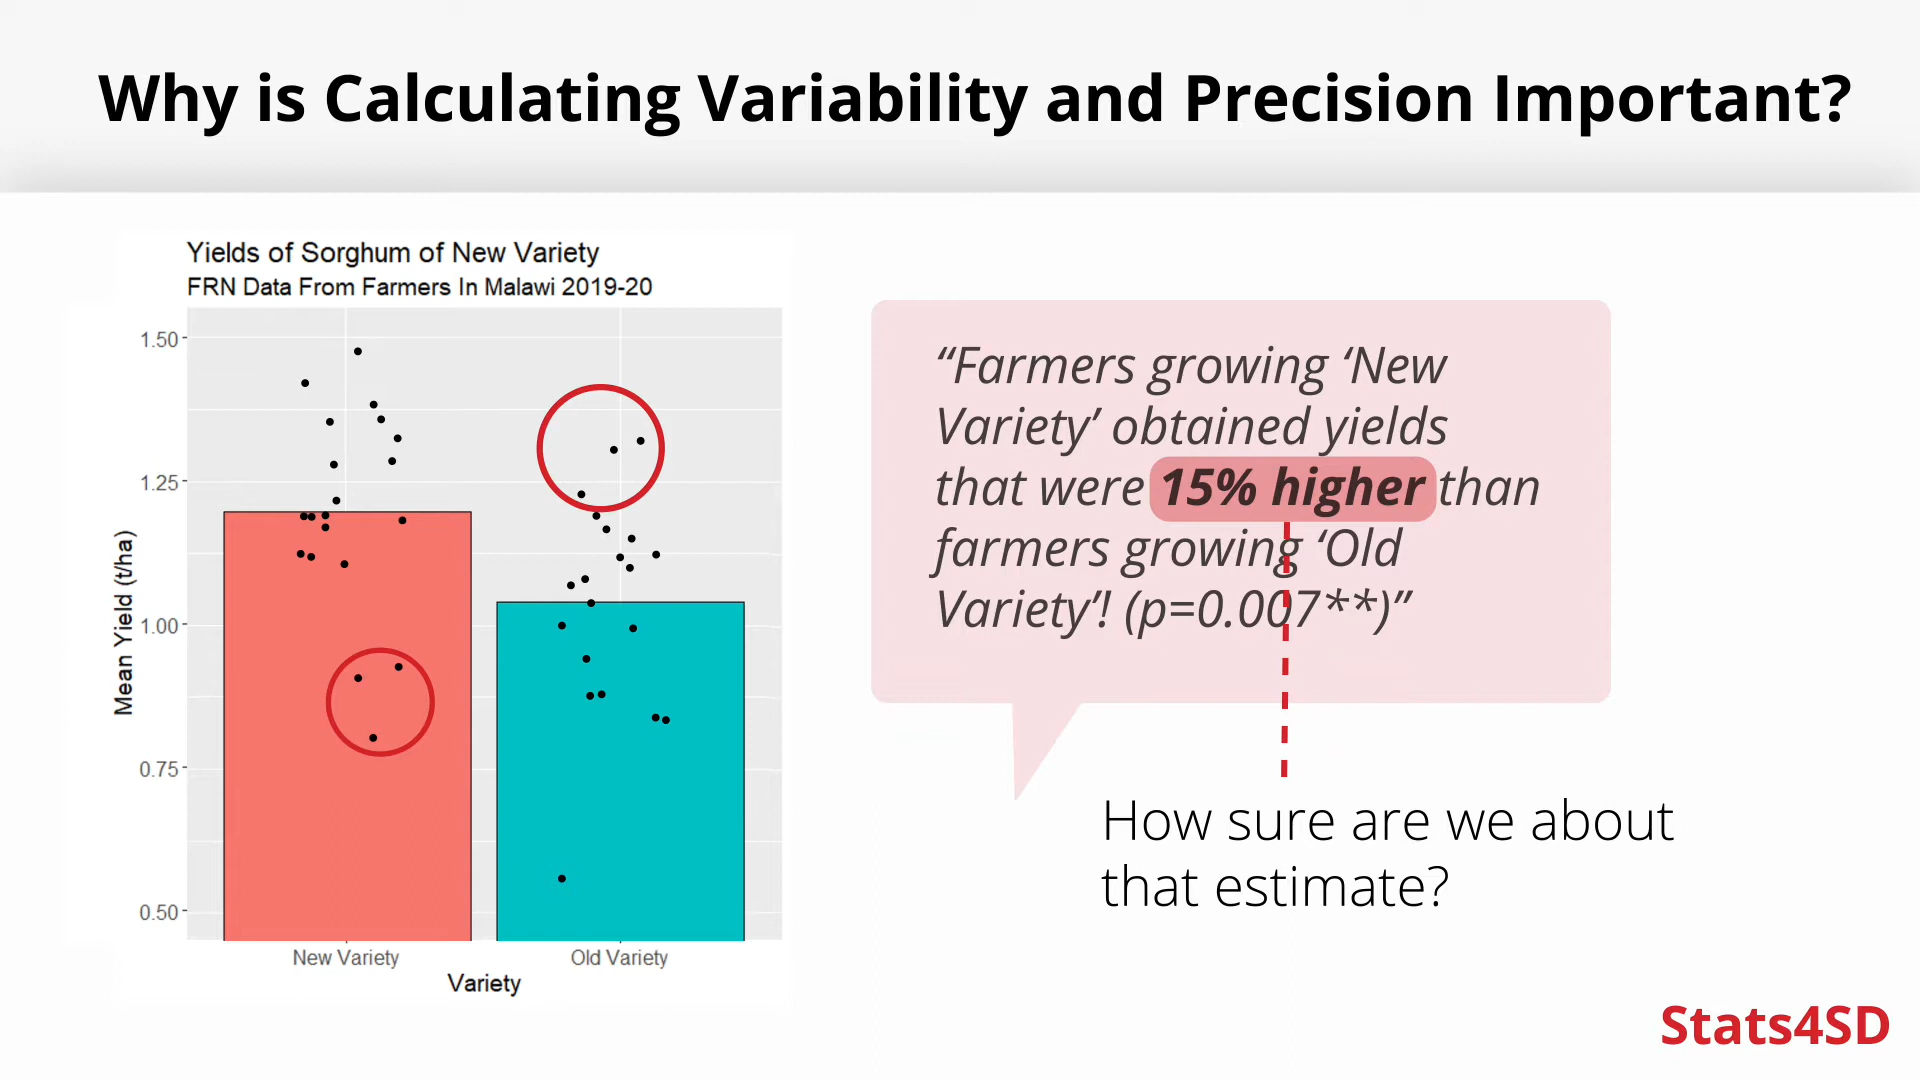 Why is Calculating Variability and Precision Important?
Yields of Sorghum of New Variety
FRN Data From Farmers In Malawi 2019-20
1.50
1.25
1.00
0.75
0.50
Mean Yield (t/ha)
New Variety
Old Variety
Variety
“Farmers growing ‘New
Variety’ obtained yields
that were 15% higher than
farmers growing ‘Old
Variety’! (p=0.007**)”
How sure are we about
that estimate?
Stats4SD